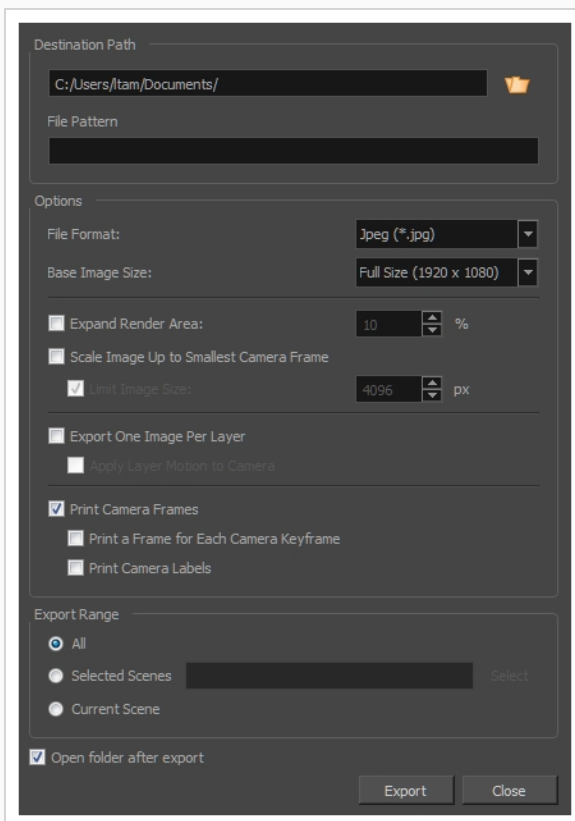 Destination Path
C:/Users/ltam/Documents/
File Pattern
Options
File Format: Jpeg (*.jpg)
Base Image Size: Full Size (1920 x 1080)
Expand Render Area: 10 %
Scale Image Up to Smallest Camera Frame
Limit Image Size: 4096 px
Export One Image Per Layer
Apply Layer Motion to Camera
Print Camera Frames
Print a Frame for Each Camera Keyframe
Print Camera Labels
Export Range
All
Selected Scenes Select
Current Scene
Open folder after export
Export Close